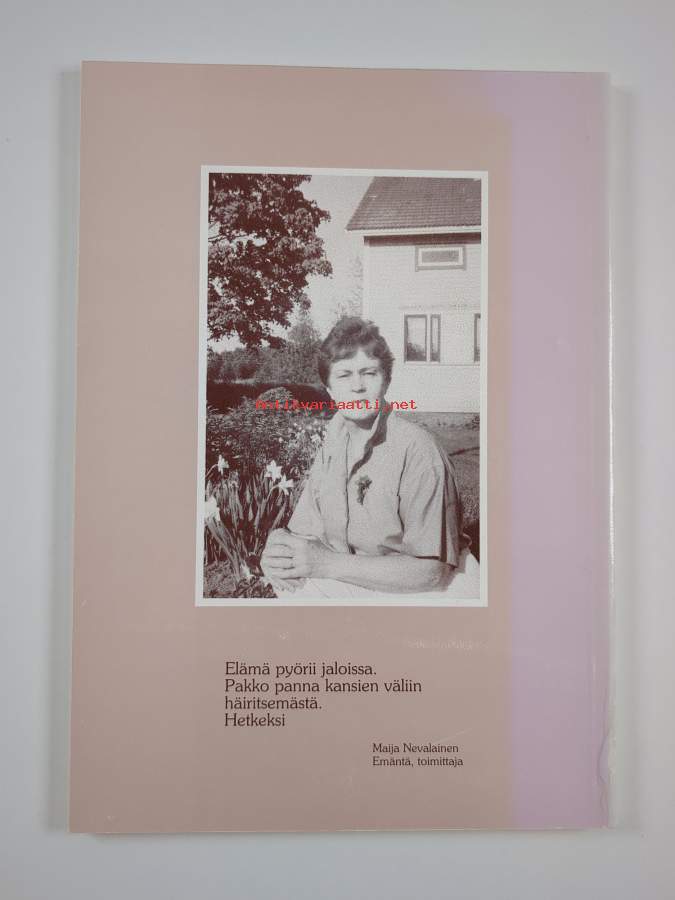 antikvariaatti.net
Elämä pyörii jaloissa.
Pakko panna kansien väliin
häiritsemästä.
Hetkeksi
Maija Nevalainen
Emäntä, toimittaja